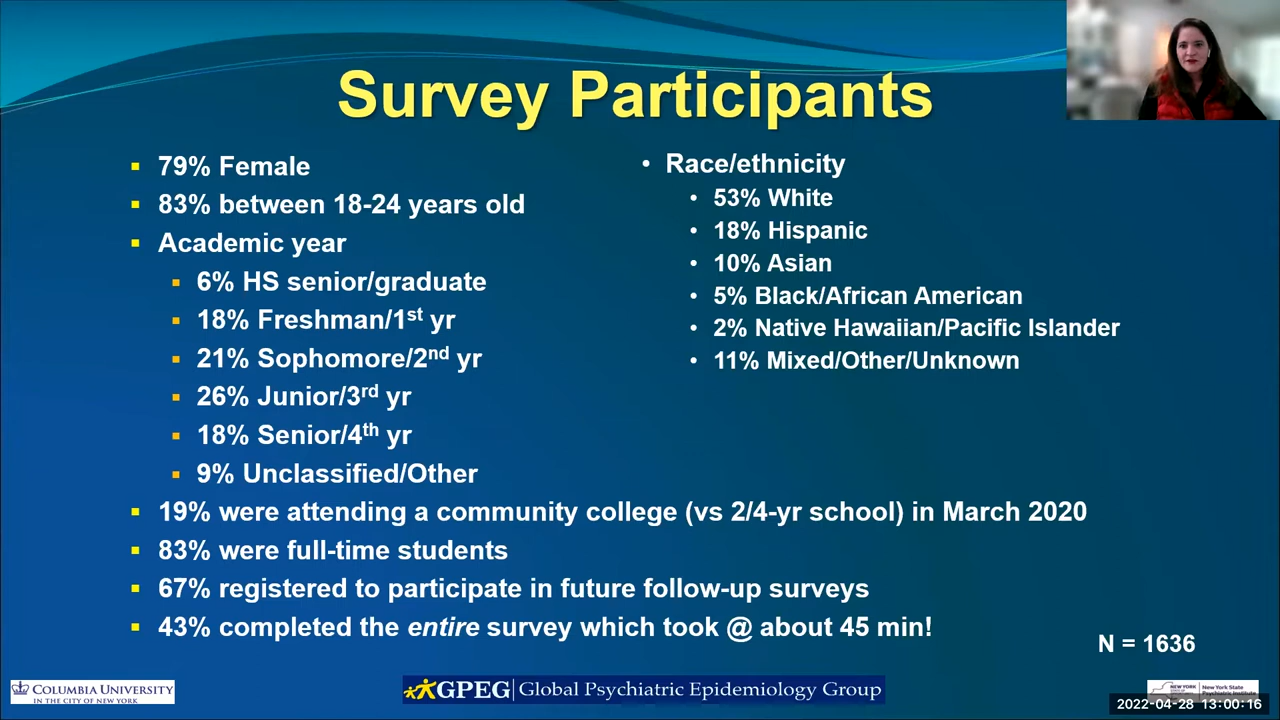 Survey Participants
79% Female
83% between 18-24 years old
Academic year
6% HS senior/graduate
18% Freshman/1st yr
21% Sophomore/2nd yr
26% Junior/3rd yr
18% Senior/4th yr
9% Unclassified/Other
19% were attending a community college (vs 2/4-yr school) in March 2020
83% were full-time students
67% registered to participate in future follow-up surveys
43% completed the entire survey which took @ about 45 min!
Race/ethnicity
53% White
18% Hispanic
10% Asian
5% Black/African American
2% Native Hawaiian/Pacific Islander
11% Mixed/Other/Unknown
N = 1636
COLUMBIA UNIVERSITY
IN THE CITY OF NEW YORK
GPEG Global Psychiatric Epidemiology Group
NEW YORK
New York State
Psychiatric Institute
2022-04-28 13:00:16